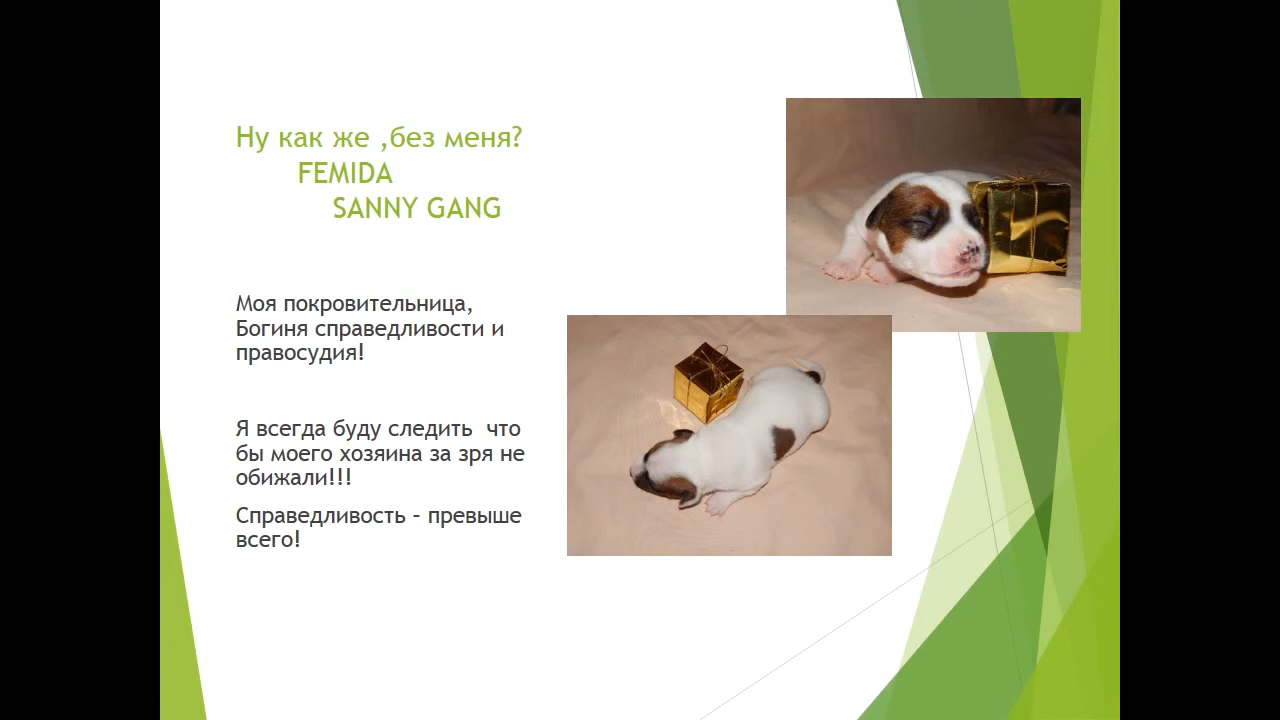 Ну как же ,без меня?
FEMIDA
SANNY GANG
Моя покровительница,
Богиня справедливости и
правосудия!
Я всегда буду следить  что
бы моего хозяина за зря не
обижали!!!
Справедливость – превыше
всего!